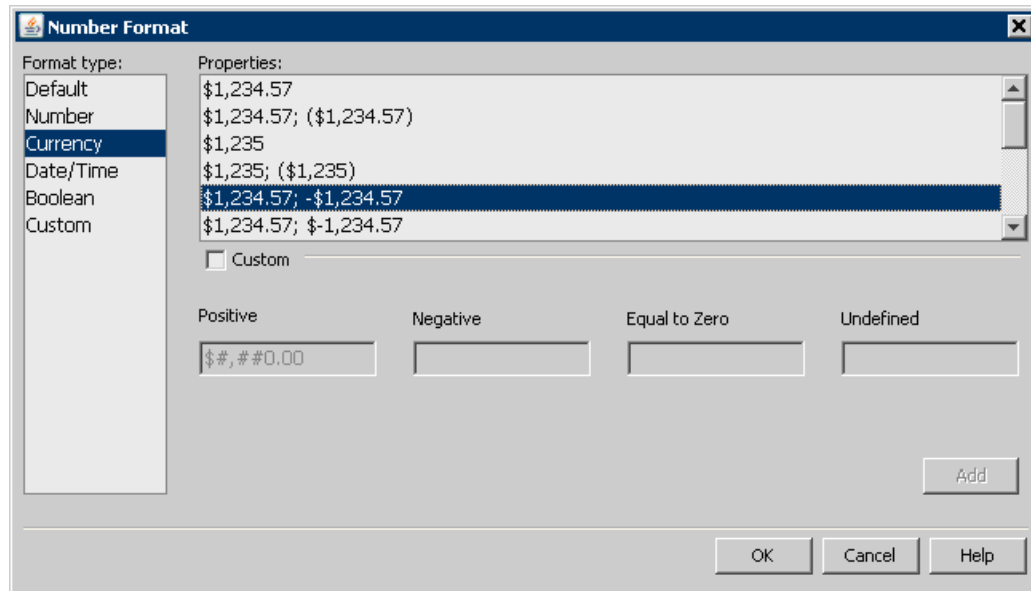 Number Format
Format type:
Default
Number
Currency
Date/Time
Boolean
Custom
Properties:
$1,234.57
$1,234.57; ($1,234.57)
$1,235
$1,235; ($1,235)
$1,234.57; -$1,234.57
$1,234.57; $-1,234.57
Custom
Positive Negative Equal to Zero Undefined
$#,##0.00
Add
OK Cancel Help